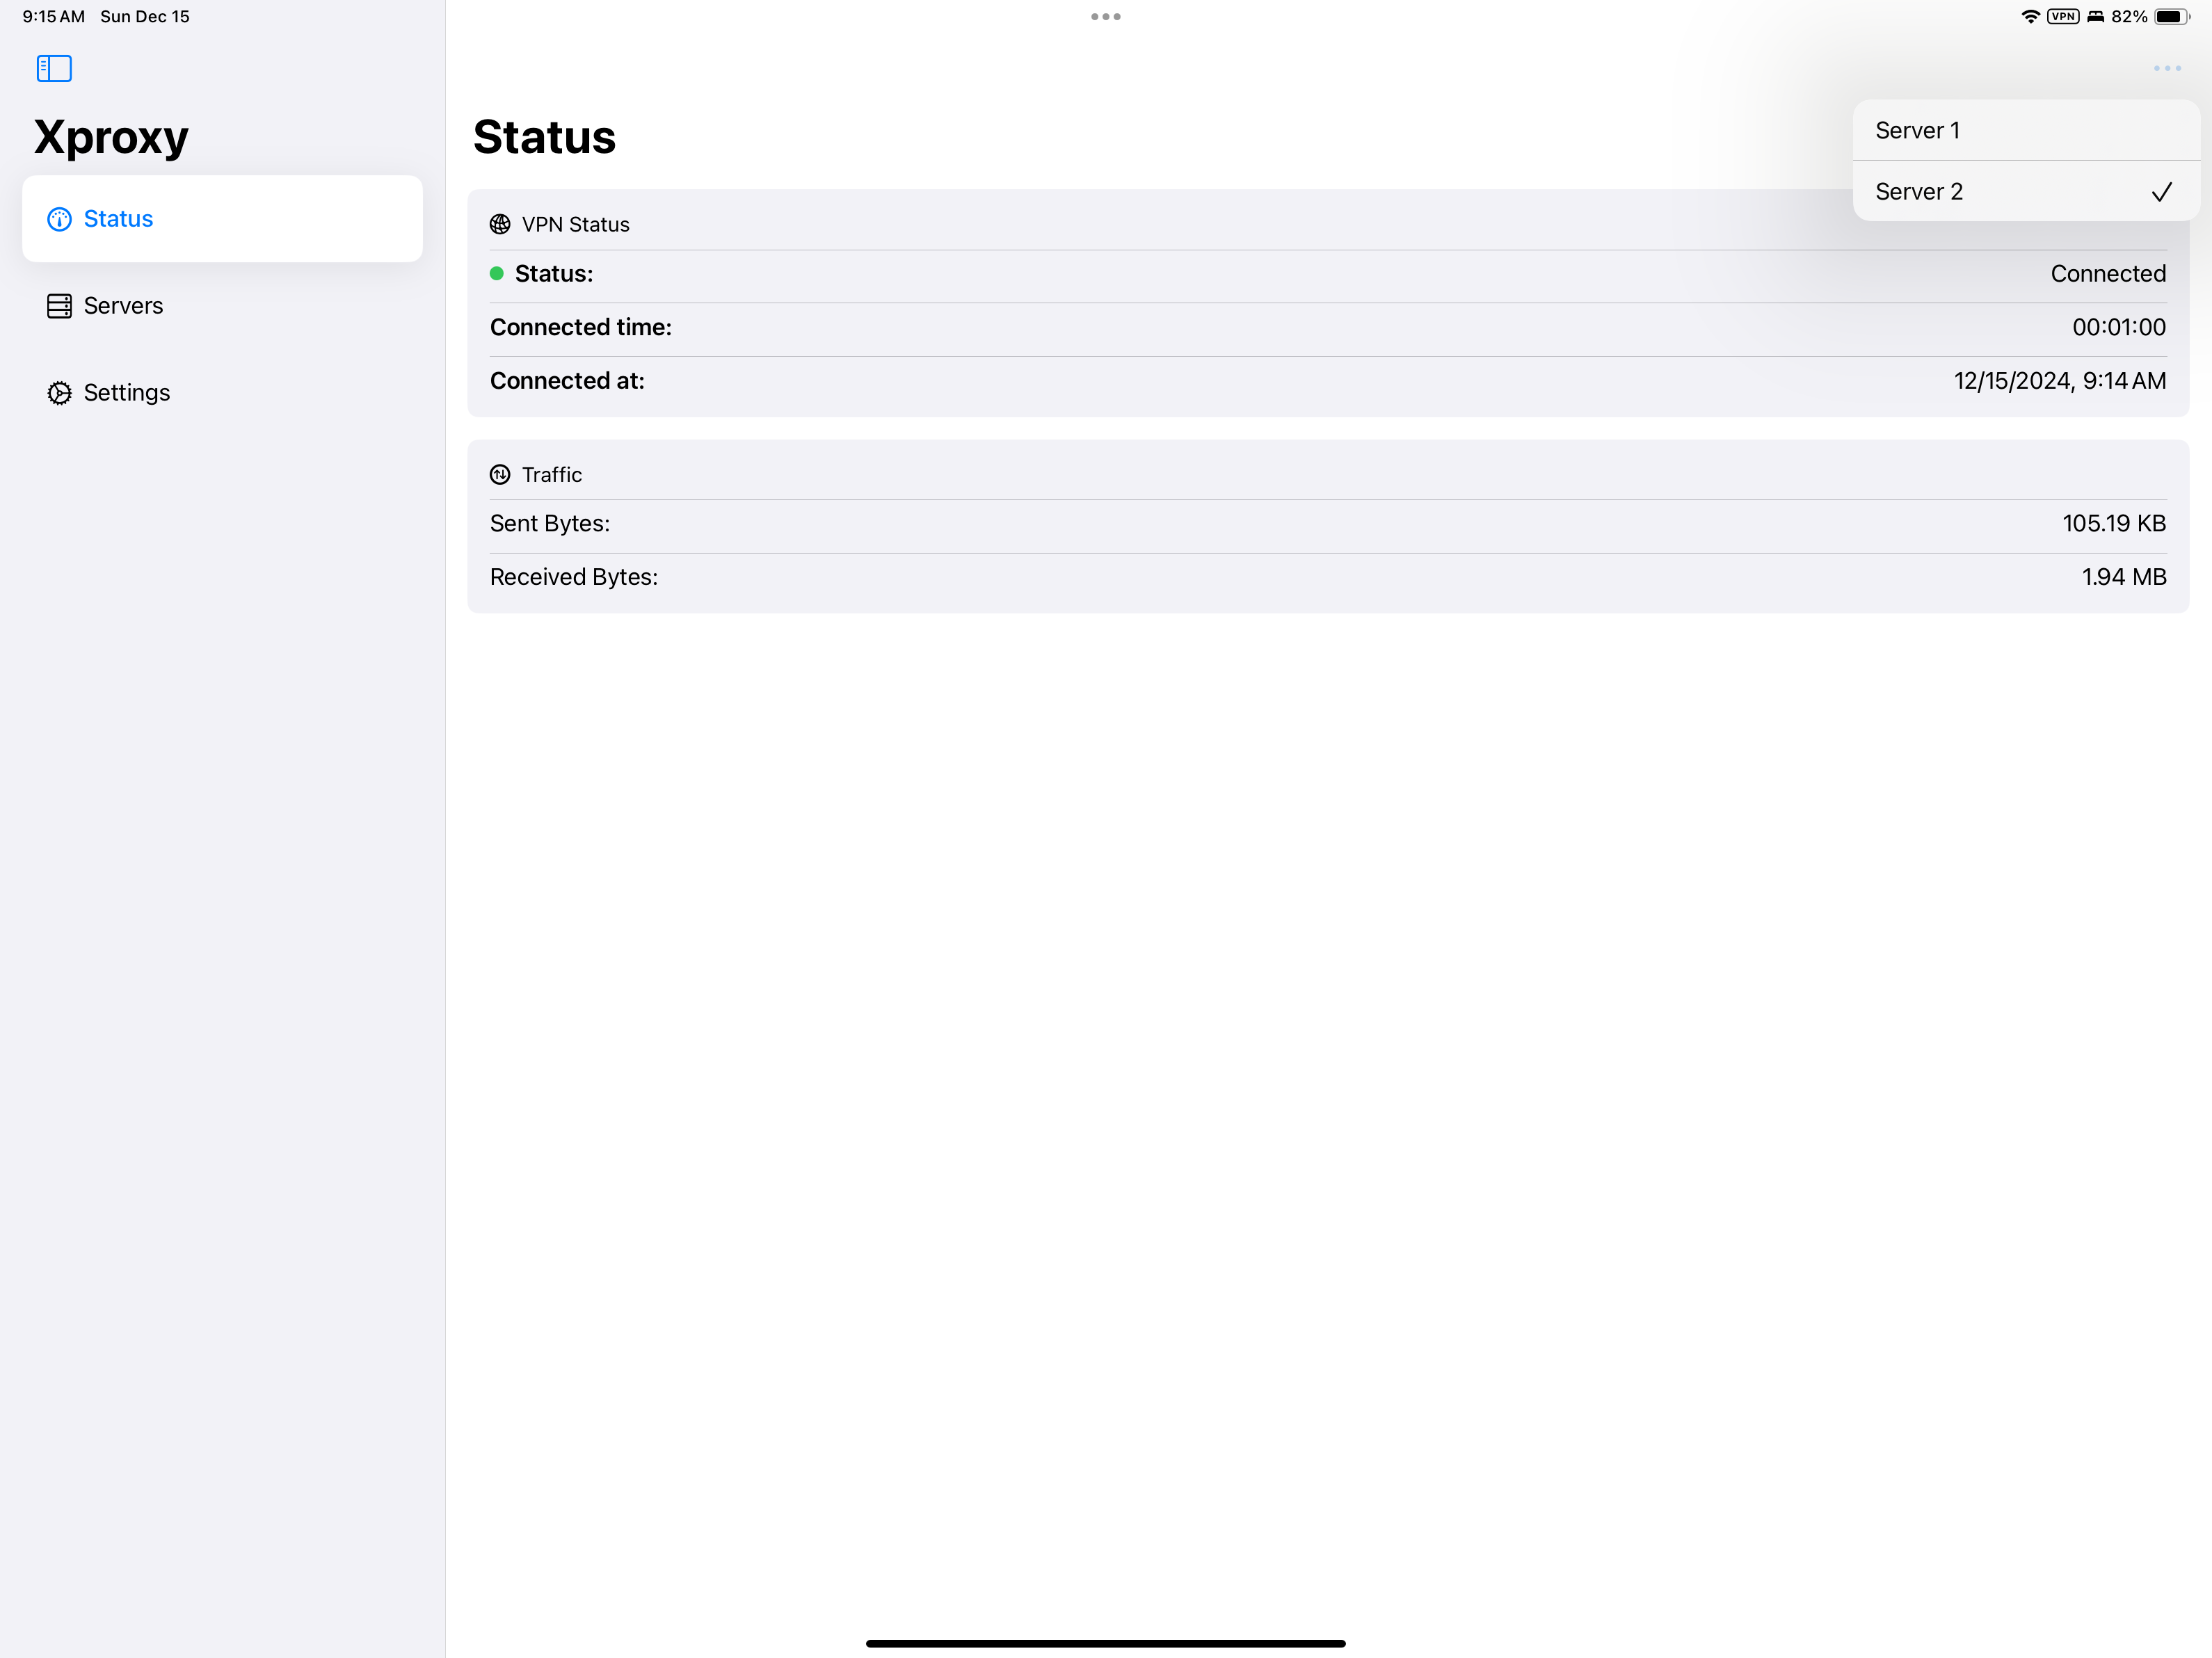 9:15 AM Sun Dec 15
VPN 82%
Xproxy
Status
Servers
Settings
Status
Server 1
Server 2
VPN Status
Status: Connected
Connected time: 00:01:00
Connected at: 12/15/2024, 9:14 AM
Traffic
Sent Bytes: 105.19 KB
Received Bytes: 1.94 MB